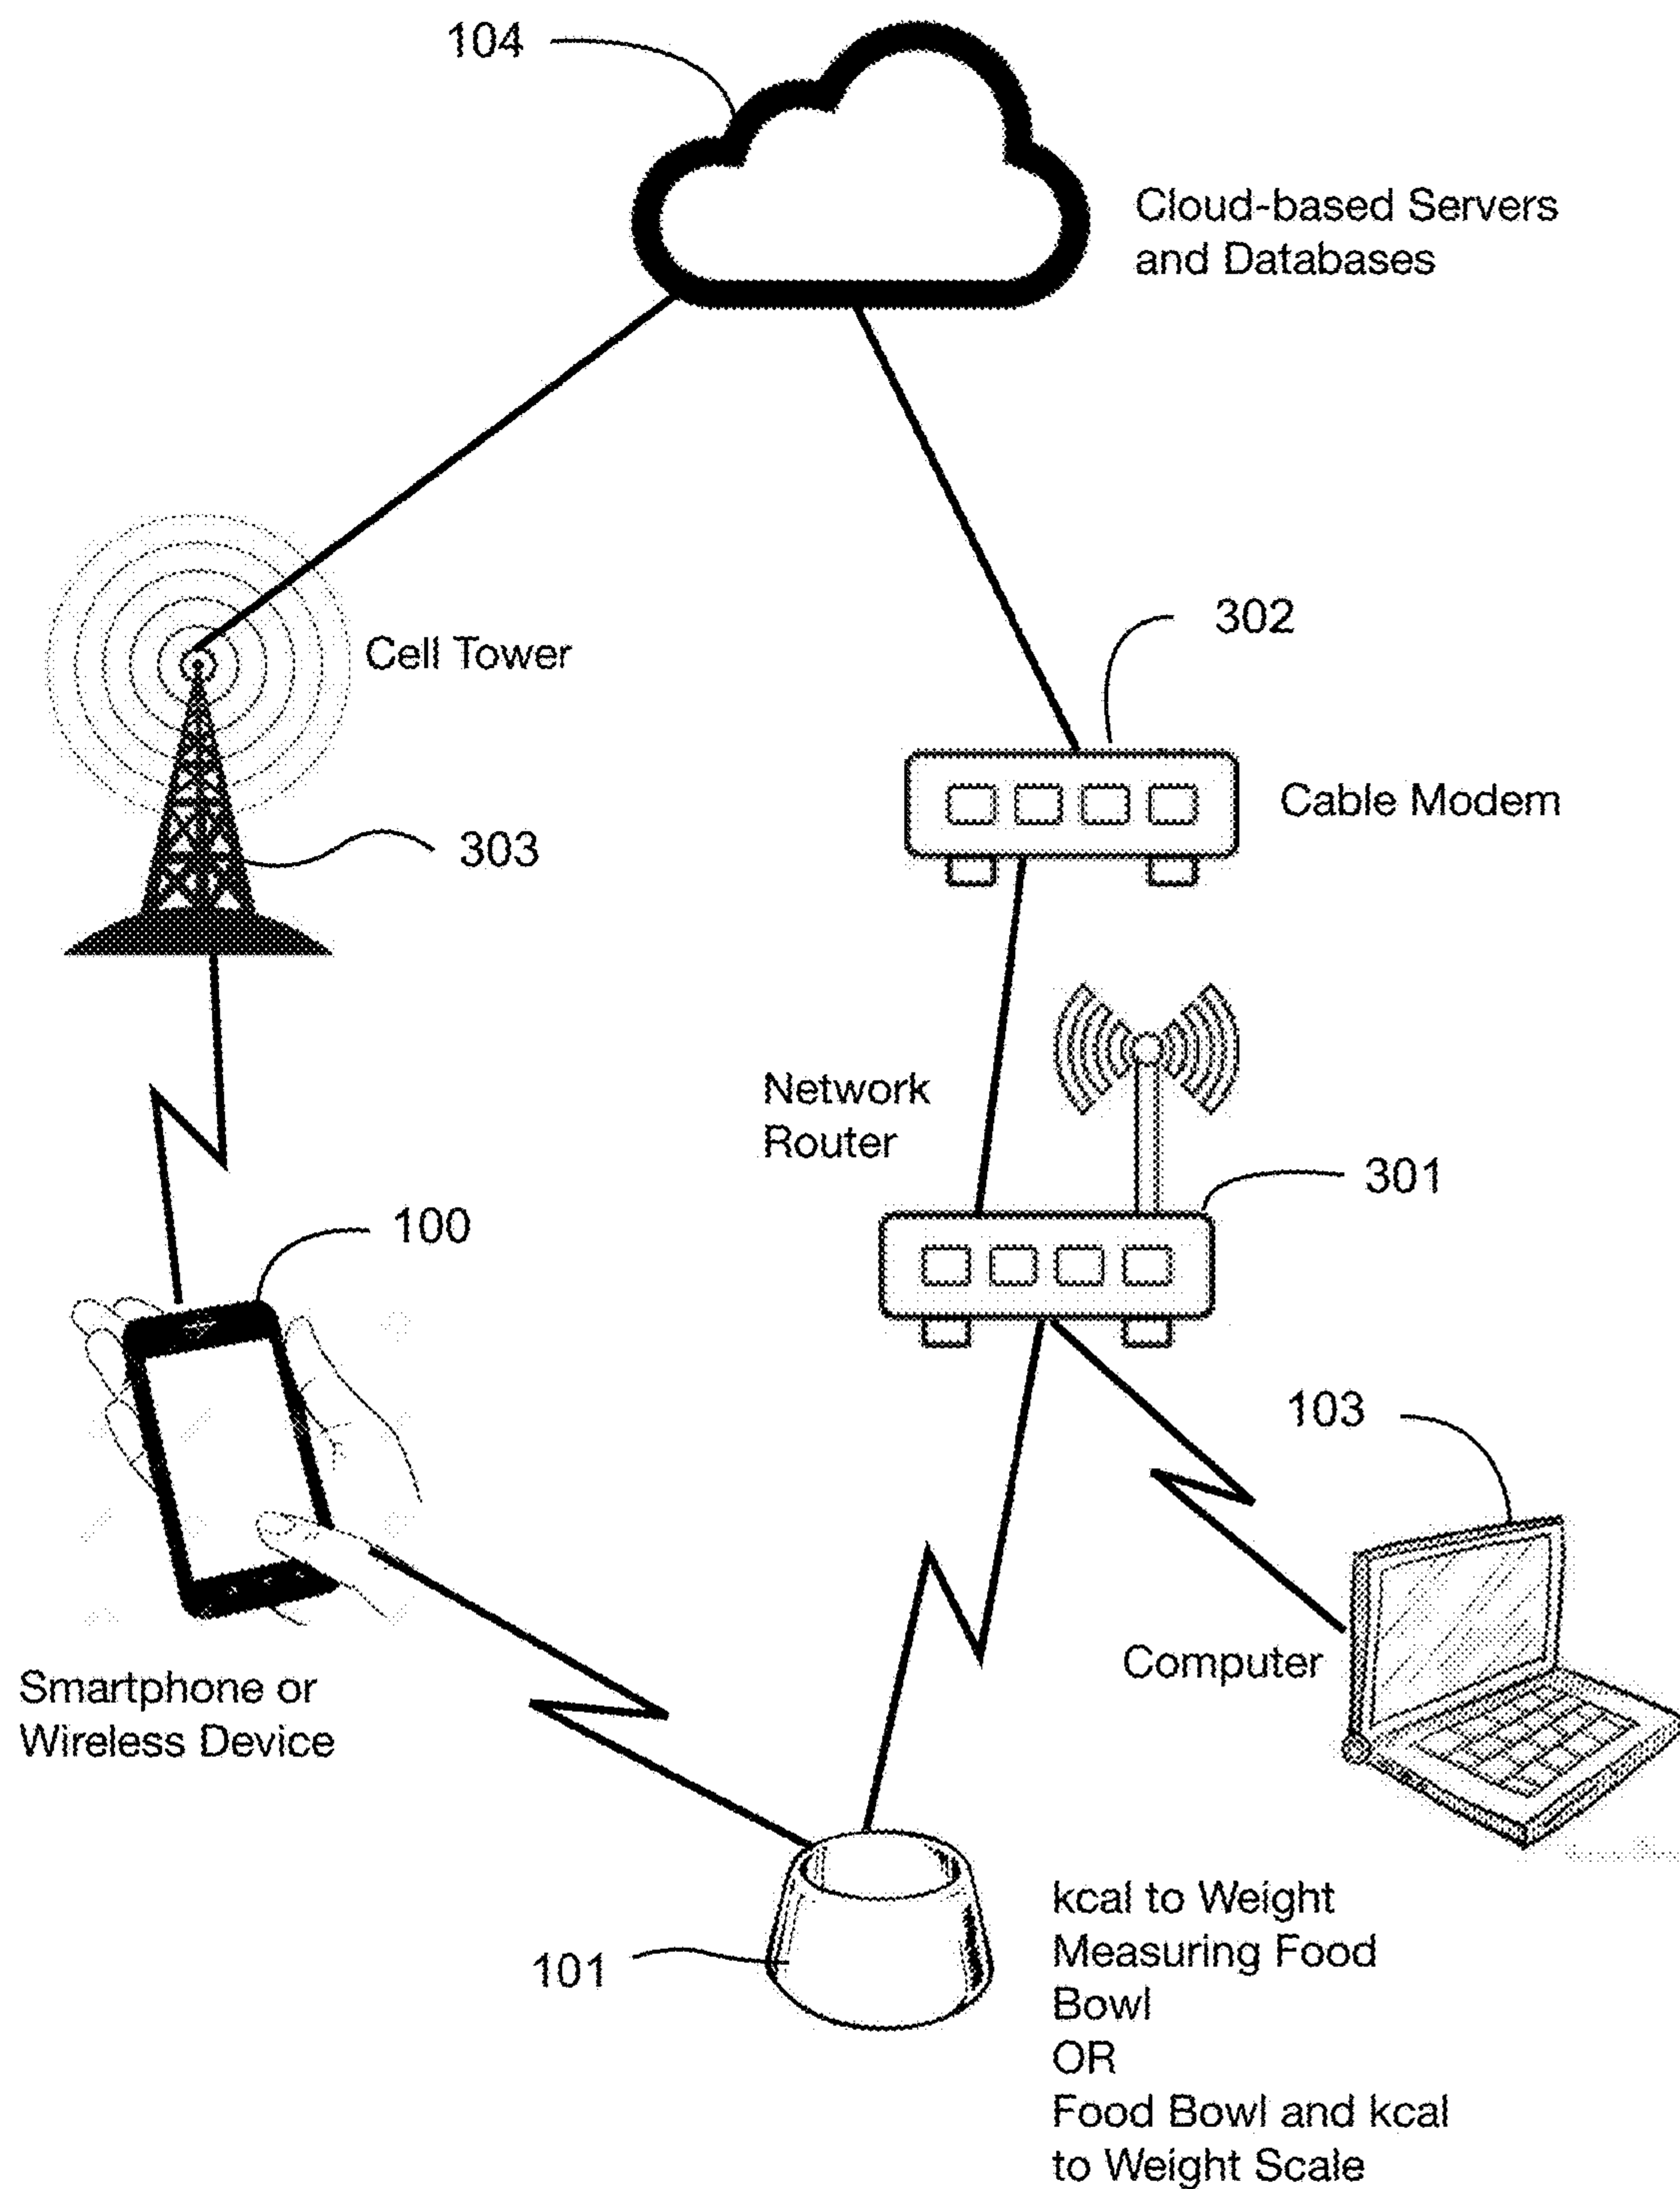 104
Cloud-based Servers
and Databases
302
Cell Tower
Cable Modem
303
Network
Router
301
100
103
Computer
Smartphone or
Wireless Device
101
kcal to Weight
Measuring Food
Bowl
OR
Food Bowl and kcal
to Weight Scale